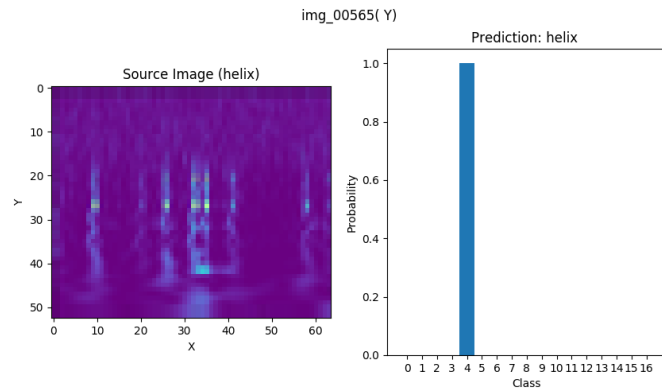 img_00565( Y)
Source Image (helix)
Y
0
10
20
30
40
50
0 10 20 30 40 50 60
X
Prediction: helix
Probability
1.0
0.8
0.6
0.4
0.2
0.0
0 1 2 3 4 5 6 7 8 9 10 11 12 13 14 15 16
Class